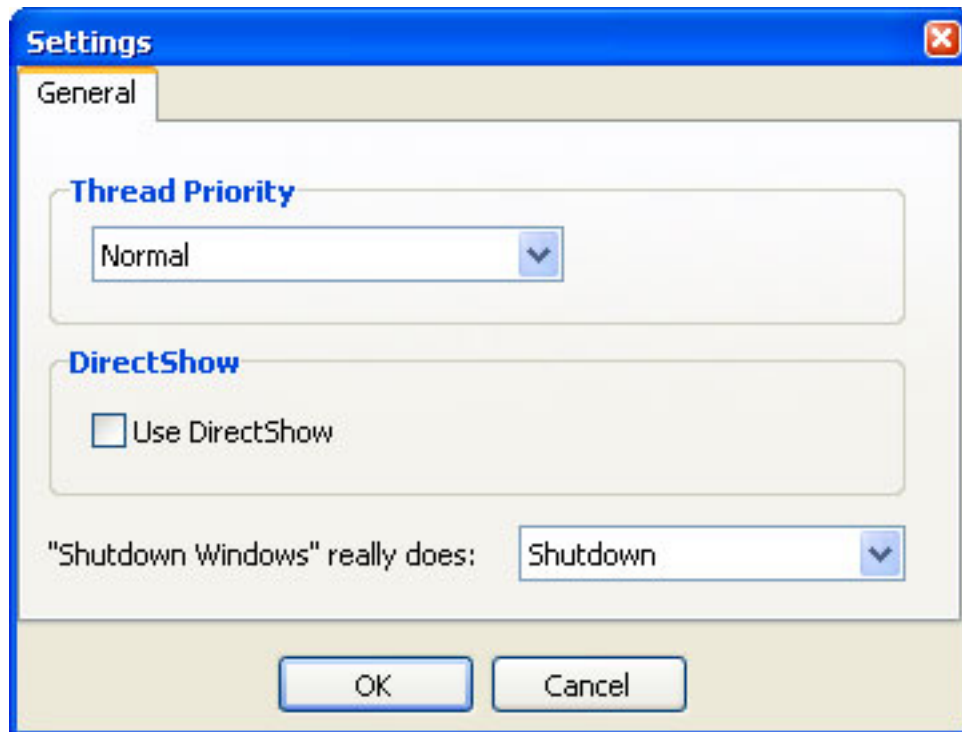 Settings
General
Thread Priority
Normal
DirectShow
Use DirectShow
"Shutdown Windows" really does: Shutdown
OK Cancel